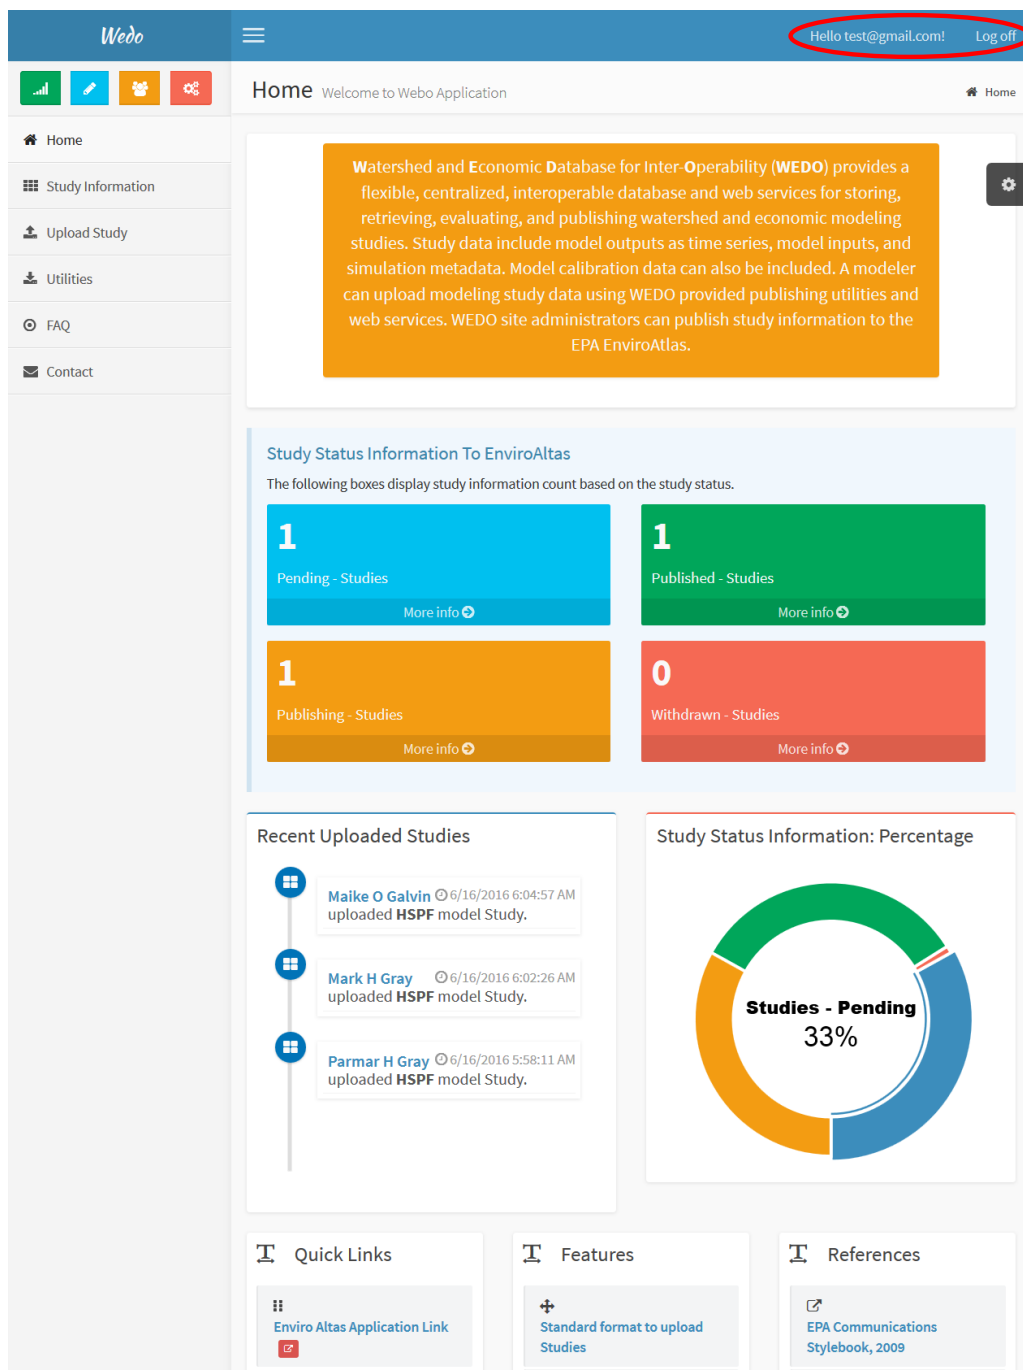 Wedo
Hello test@gmail.com! Log off
Home Welcome to Webo Application
Home
Home
Study Information
Upload Study
Utilities
FAQ
Contact
Watershed and Economic Database for Inter-Operability (WEDO) provides a
flexible, centralized, interoperable database and web services for storing,
retrieving, evaluating, and publishing watershed and economic modeling
studies. Study data include model outputs as time series, model inputs, and
simulation metadata. Model calibration data can also be included. A modeler
can upload modeling study data using WEDO provided publishing utilities and
web services. WEDO site administrators can publish study information to the
EPA EnviroAtlas.
Study Status Information To EnviroAltas
The following boxes display study information count based on the study status.
1
Pending - Studies
More info
1
Published - Studies
More info
1
Publishing - Studies
More info
0
Withdrawn - Studies
More info
Recent Uploaded Studies
Maike O Galvin 6/16/2016 6:04:57 AM
uploaded HSPF model Study.
Mark H Gray 6/16/2016 6:02:26 AM
uploaded HSPF model Study.
Parmar H Gray 6/16/2016 5:58:11 AM
uploaded HSPF model Study.
Study Status Information: Percentage
Studies - Pending
33%
Quick Links
Enviro Altas Application Link
Features
Standard format to upload
Studies
References
EPA Communications
Stylebook, 2009